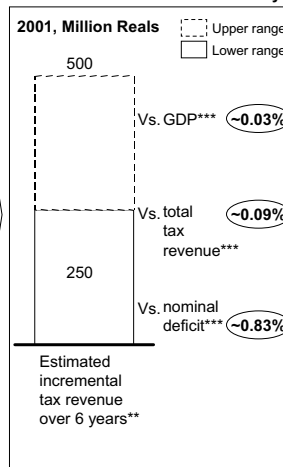 2001, Million Reals
Upper range
Lower range
500
Vs. GDP*** ~0.03%
Vs. total
tax
revenue***
~0.09%
250
Vs. nominal
deficit***
~0.83%
Estimated
incremental
tax revenue
over 6 years**